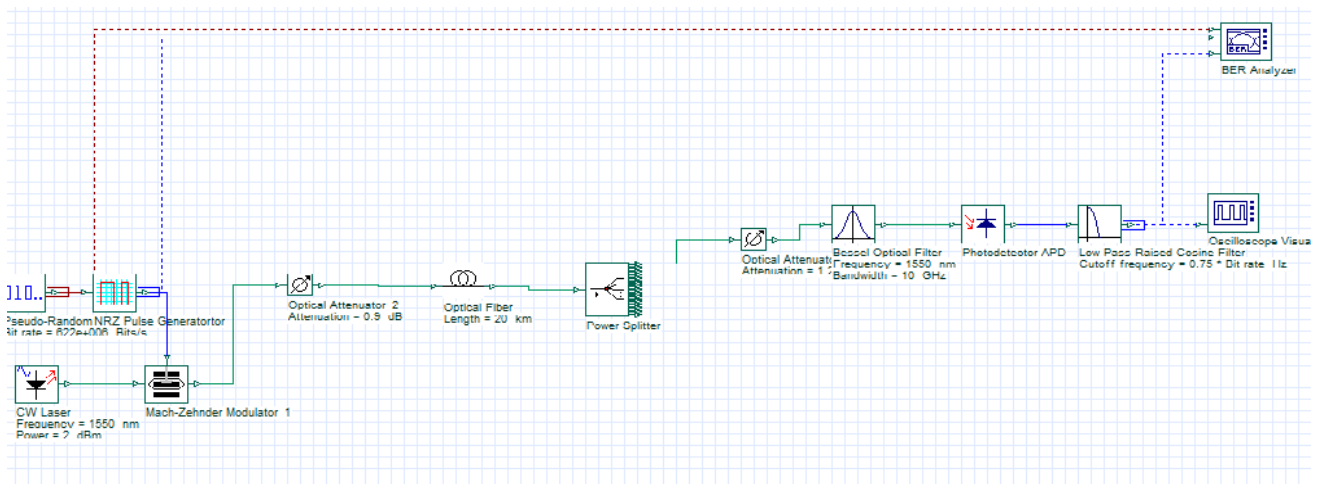 BER
BER Analyzer
Oscilloscope Visua
Optical Attenuato
Attenuation = 1.
Bessel Optical Filter
Frequency = 1550 nm
Bandwidth = 10 GHz
Photodetector APD
Low Pass Raised Cosine Filter
Cutoff frequency = 0.75 * Bit rate Hz
Optical Attenuator 2
Attenuation = 0.9 dB
Optical Fiber
Length = 20 km
Power Splitter
Pseudo-Random
Bit rate = 622e+006 Bits/s
NRZ Pulse Generatortor
CW Laser
Frequency = 1550 nm
Power = 2 dBm
Mach-Zehnder Modulator 1